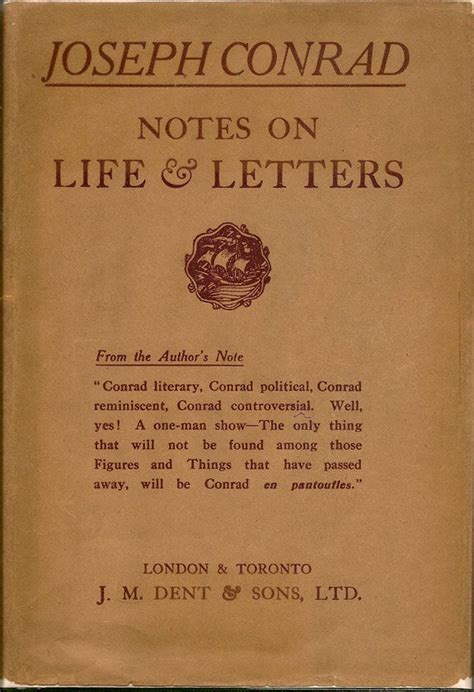 JOSEPH CONRAD
NOTES ON
LIFE & LETTERS
From the Author's Note
"Conrad literary, Conrad political, Conrad
reminiscent, Conrad controversial. Well,
yes! A one-man show—The only thing
that will not be found among those
Figures and Things that have passed
away, will be Conrad en pantoufles."
LONDON & TORONTO
J. M. DENT & SONS, LTD.